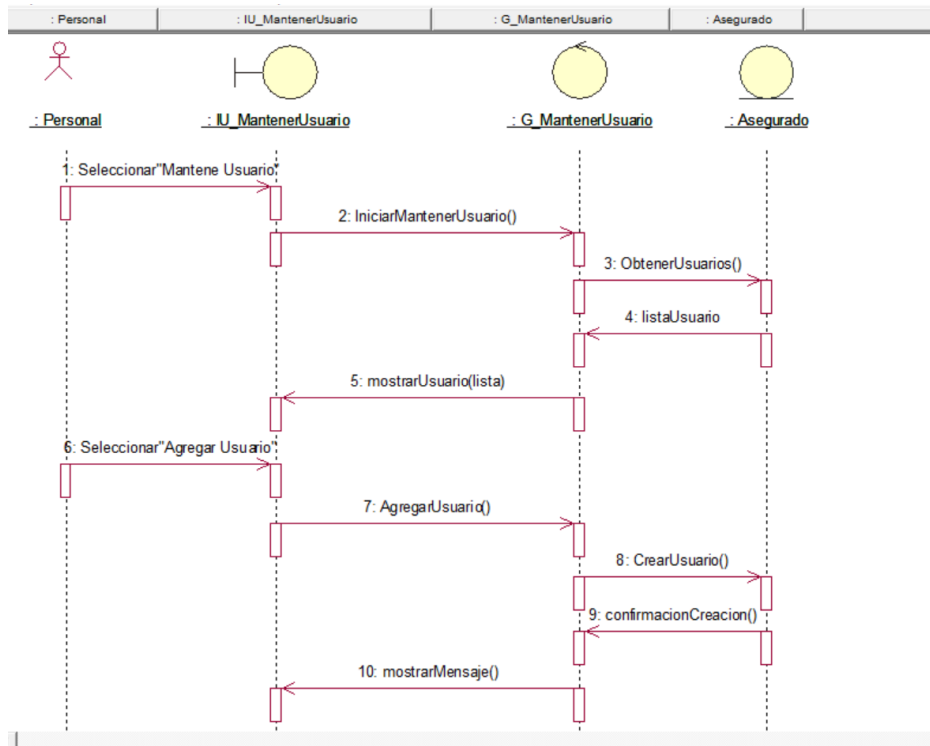 : Personal
: IU_MantenerUsuario
: G_MantenerUsuario
: Asegurado
: Personal
: IU_MantenerUsuario
: G_MantenerUsuario
: Asegurado
1: Seleccionar"Mantene Usuario"
2: IniciarMantenerUsuario()
3: ObtenerUsuarios()
4: listaUsuario
5: mostrarUsuario(lista)
6: Seleccionar"Agregar Usuario"
7: AgregarUsuario()
8: CrearUsuario()
9: confirmacionCreacion()
10: mostrarMensaje()